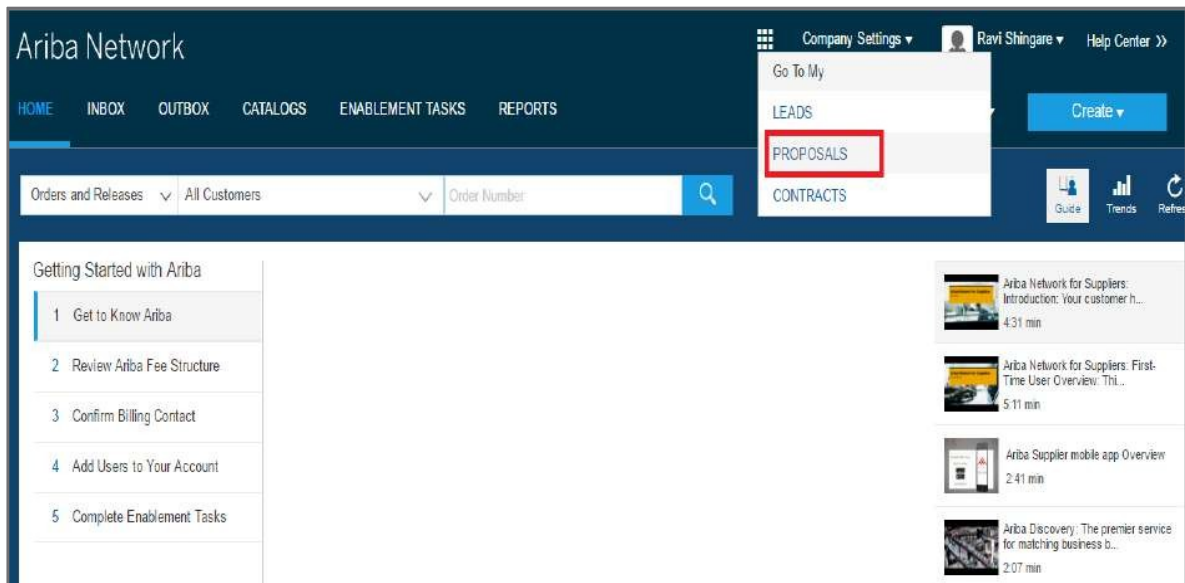 Ariba Network
Company Settings ▾
Ravi Shingare ▾
Help Center >>
HOME
INBOX
OUTBOX
CATALOGS
ENABLEMENT TASKS
REPORTS
Go To My
LEADS
PROPOSALS
CONTRACTS
Create ▾
Orders and Releases
All Customers
Order Number
Guide
Trends
Refres
Getting Started with Ariba
1 Get to Know Ariba
2 Review Ariba Fee Structure
3 Confirm Billing Contact
4 Add Users to Your Account
5 Complete Enablement Tasks
Ariba Network for Suppliers:
Introduction: Your customer h...
4:31 min
Ariba Network for Suppliers: First-
Time User Overview: Thi...
5:11 min
Ariba Supplier mobile app Overview
2:41 min
Ariba Discovery: The premier service
for matching business b...
2:07 min